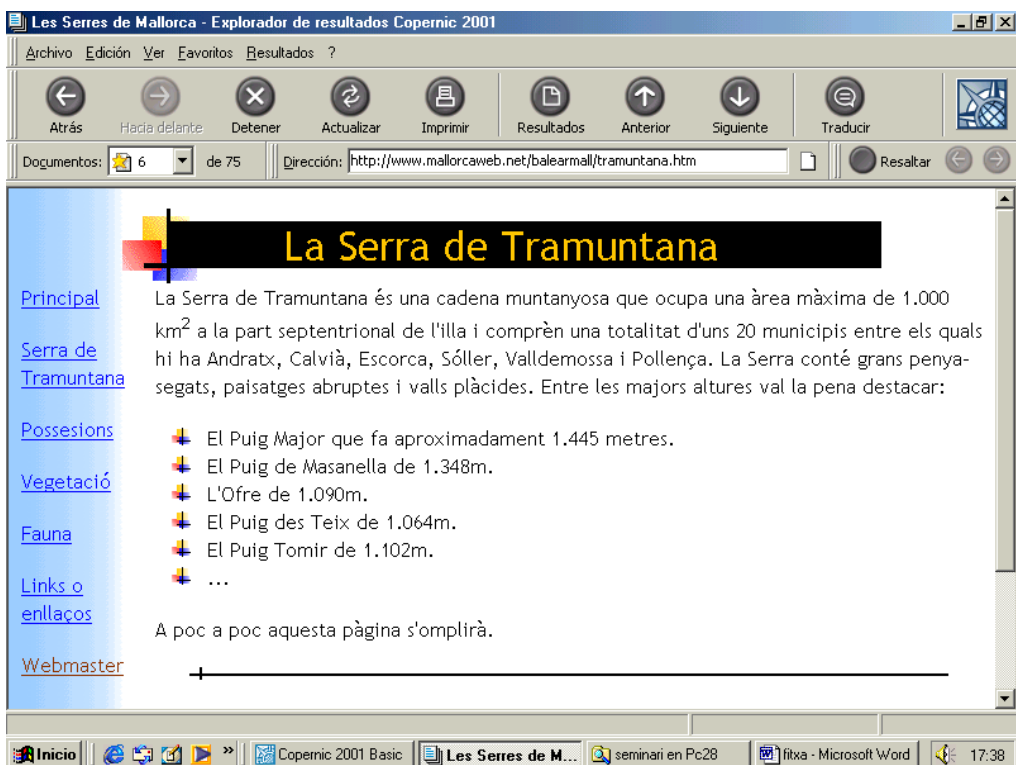 Les Serres de Mallorca - Explorador de resultados Copernic 2001
Archivo Edición Ver Favoritos Resultados ?
Atrás Hacia delante Detener Actualizar Imprimir Resultados Anterior Siguiente Traducir
Documentos: 6 de 75 Dirección: http://www.mallorcaweb.net/balearmall/tramuntana.htm Resaltar
La Serra de Tramuntana
Principal
Serra de
Tramuntana
Possesions
Vegetació
Fauna
Links o
enllaços
Webmaster
La Serra de Tramuntana és una cadena muntanyosa que ocupa una àrea màxima de 1.000
km2 a la part septentrional de l'illa i comprèn una totalitat d'uns 20 municipis entre els quals
hi ha Andratx, Calvià, Escorca, Sóller, Valldemossa i Pollença. La Serra conté grans penya-
segats, paisatges abruptes i valls plàcides. Entre les majors altures val la pena destacar:
El Puig Major que fa aproximadament 1.445 metres.
El Puig de Masanella de 1.348m.
L'Ofre de 1.090m.
El Puig des Teix de 1.064m.
El Puig Tomir de 1.102m.
...
A poc a poc aquesta pàgina s'omplirà.
Inicio » Copernic 2001 Basic Les Serres de M... seminari en Pc28 fitxa - Microsoft Word 17:38